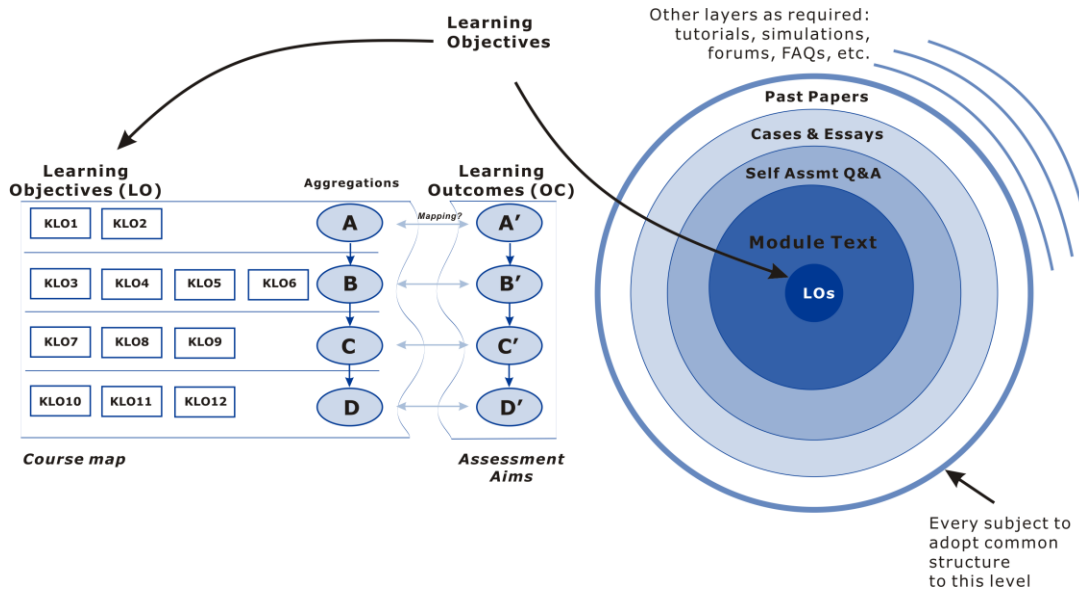 Learning
Objectives
Other layers as required:
tutorials, simulations,
forums, FAQs, etc.
Learning
Objectives (LO)
Aggregations
Learning
Outcomes (OC)
KLO1 KLO2 A Mapping? A′
KLO3 KLO4 KLO5 KLO6 B B′
KLO7 KLO8 KLO9 C C′
KLO10 KLO11 KLO12 D D′
Course map
Assessment
Aims
Past Papers
Cases & Essays
Self Assmt Q&A
Module Text
LOs
Every subject to
adopt common
structure
to this level